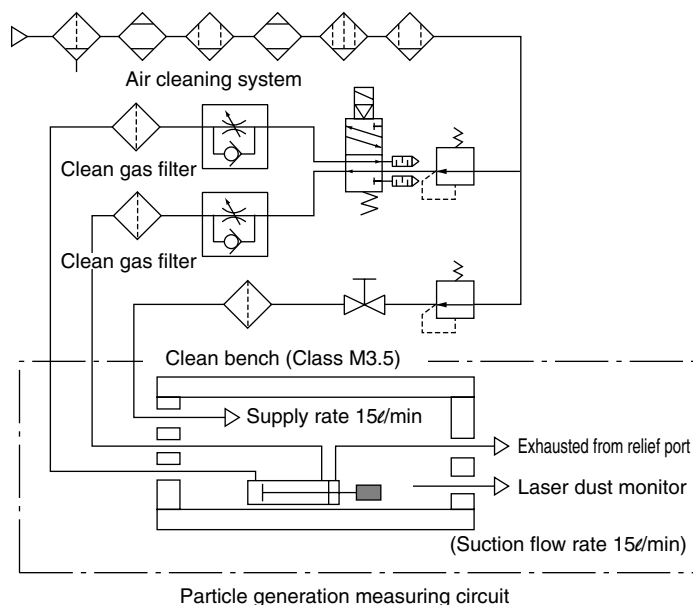 Air cleaning system
Clean gas filter
Clean gas filter
Clean bench (Class M3.5)
Supply rate 15ℓ/min
Exhausted from relief port
Laser dust monitor
(Suction flow rate 15ℓ/min)
Particle generation measuring circuit